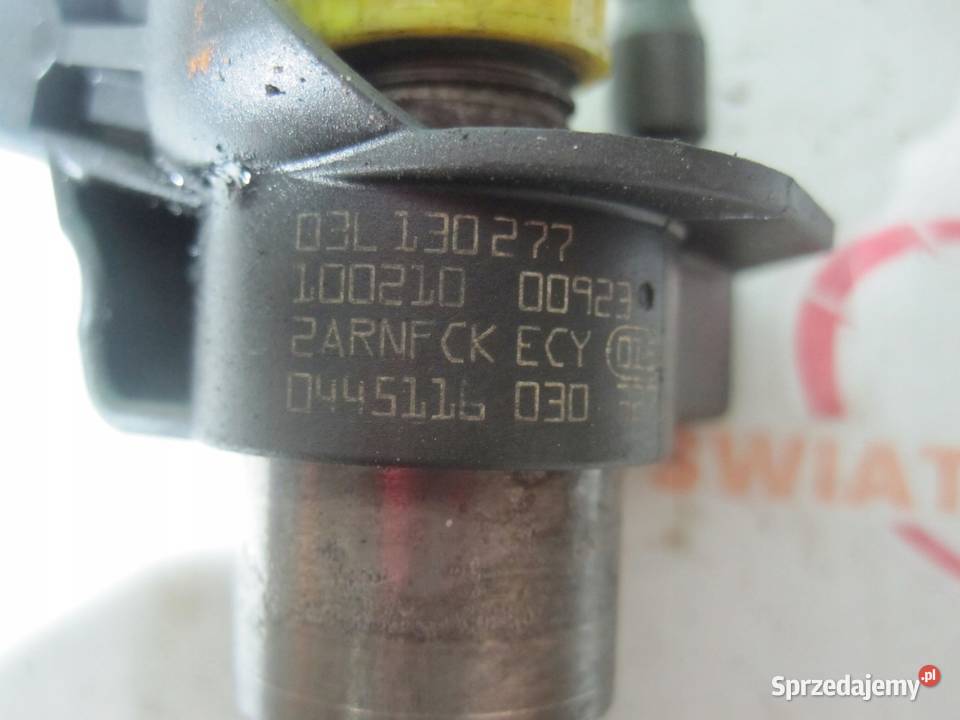 03L 130 277
100210 00923
2ARNFCK ECY
0445116 030
SWIAT
Sprzedajemy.pl